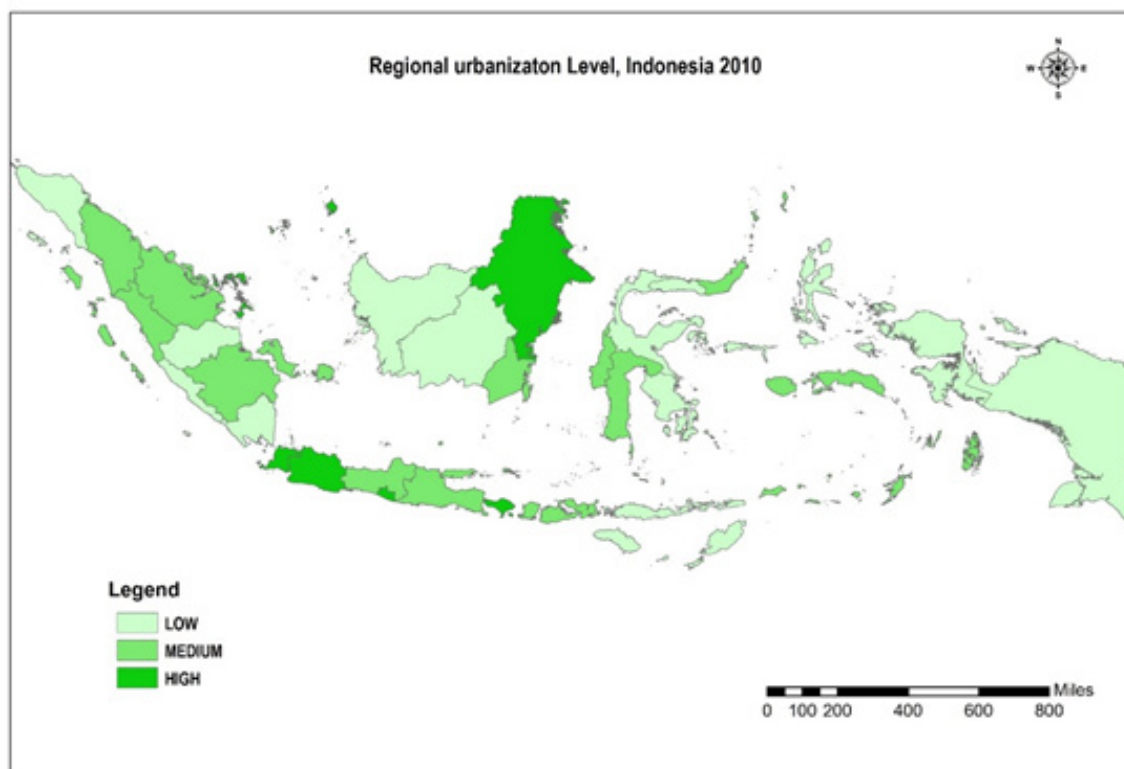 Regional urbanizaton Level, Indonesia 2010
N
W E
S
Legend
LOW
MEDIUM
HIGH
Miles
0 100 200 400 600 800